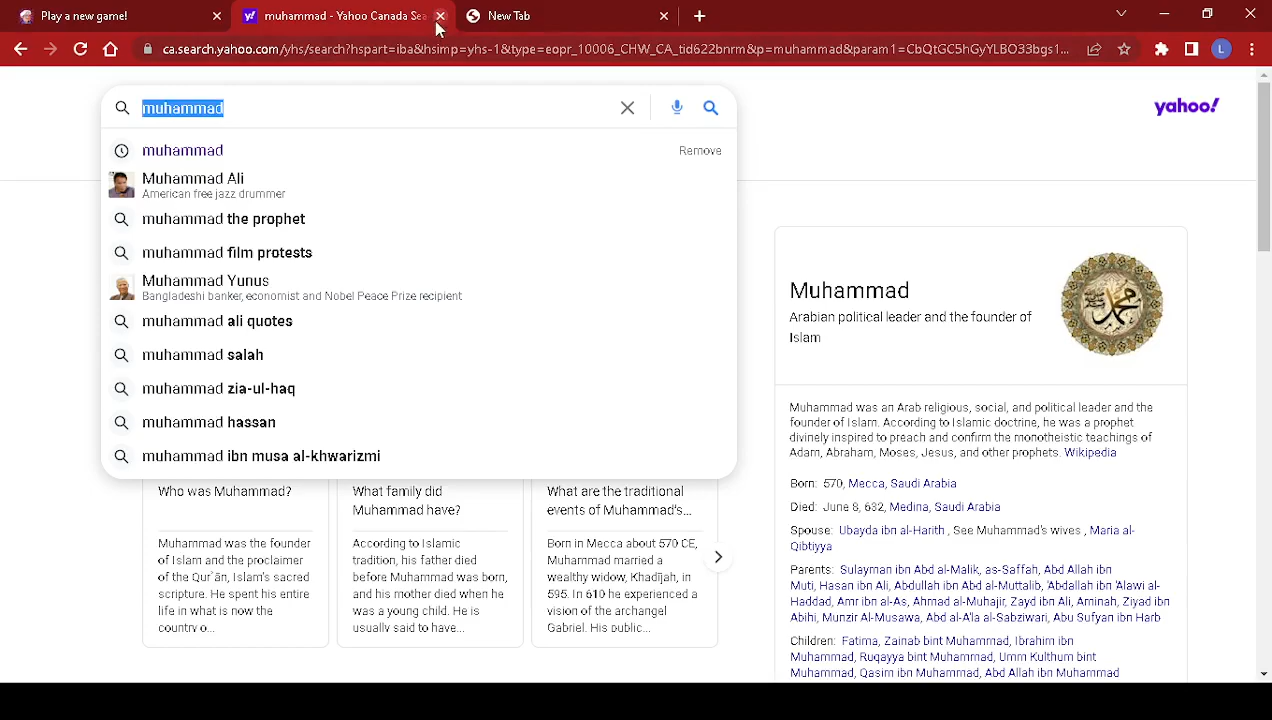 Play a new game!
muhammad - Yahoo Canada Sea
New Tab
ca.search.yahoo.com/yhs/search?hspart=iba&hsimp=yhs-1&type=eopr_10006_CHW_CA_tid622bnrm&p=muhammad&param1=CbQtGC5hGyYLBO33bgs1...
L
muhammad
yahoo!
muhammad
Remove
Muhammad Ali
American free jazz drummer
muhammad the prophet
muhammad film protests
Muhammad Yunus
Bangladeshi banker, economist and Nobel Peace Prize recipient
muhammad ali quotes
muhammad salah
muhammad zia-ul-haq
muhammad hassan
muhammad ibn musa al-khwarizmi
Who was Muhammad?
Muhammad was the founder
of Islam and the proclaimer
of the Qurʾān, Islam's sacred
scripture. He spent his entire
life in what is now the
country o...
What family did
Muhammad have?
According to Islamic
tradition, his father died
before Muhammad was born,
and his mother died when he
was a young child. He is
usually said to have...
What are the traditional
events of Muhammad's...
Born in Mecca about 570 CE,
Muhammad married a
wealthy widow, Khadījah, in
595. In 610 he experienced a
vision of the archangel
Gabriel. His public...
Muhammad
Arabian political leader and the founder of
Islam
محمد
Muhammad was an Arab religious, social, and political leader and the
founder of Islam. According to Islamic doctrine, he was a prophet
divinely inspired to preach and confirm the monotheistic teachings of
Adam, Abraham, Moses, Jesus, and other prophets. Wikipedia
Born: 570, Mecca, Saudi Arabia
Died: June 8, 632, Medina, Saudi Arabia
Spouse: Ubayda ibn al-Harith , See Muhammad's wives , Maria al-
Qibtiyya
Parents: Sulayman ibn Abd al-Malik, as-Saffah, Abd Allah ibn
Muti, Hasan ibn Ali, Abdullah ibn Abd al-Muttalib, 'Abdallah ibn 'Alawi al-
Haddad, Amr ibn al-As, Ahmad al-Muhajir, Zayd ibn Ali, Aminah, Ziyad ibn
Abihi, Munzir Al-Musawa, Abd al-A'la al-Sabziwari, Abu Sufyan ibn Harb
Children: Fatima, Zainab bint Muhammad, Ibrahim ibn
Muhammad, Ruqayya bint Muhammad, Umm Kulthum bint
Muhammad, Qasim ibn Muhammad, Abd Allah ibn Muhammad